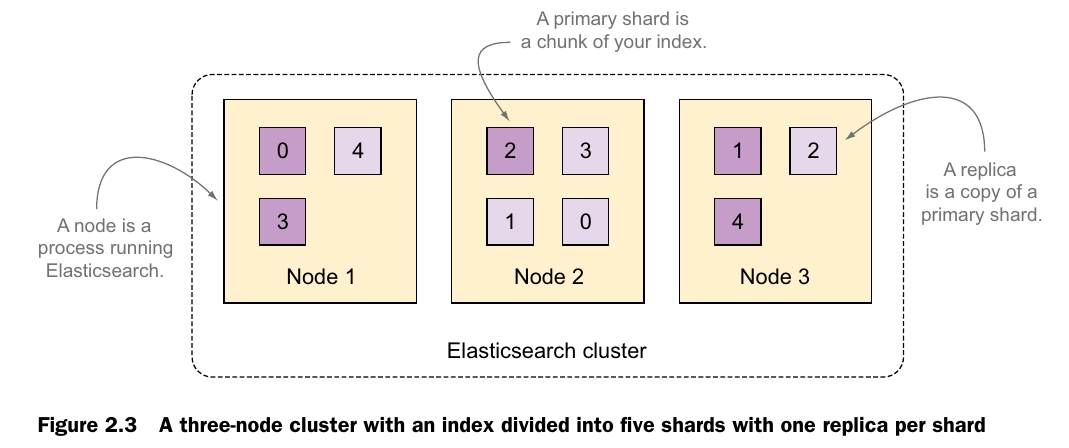 A primary shard is
a chunk of your index.
0
4
3
Node 1
2
3
1
0
Node 2
1
2
4
Node 3
A node is a
process running
Elasticsearch.
A replica
is a copy of a
primary shard.
Elasticsearch cluster
Figure 2.3 A three-node cluster with an index divided into five shards with one replica per shard